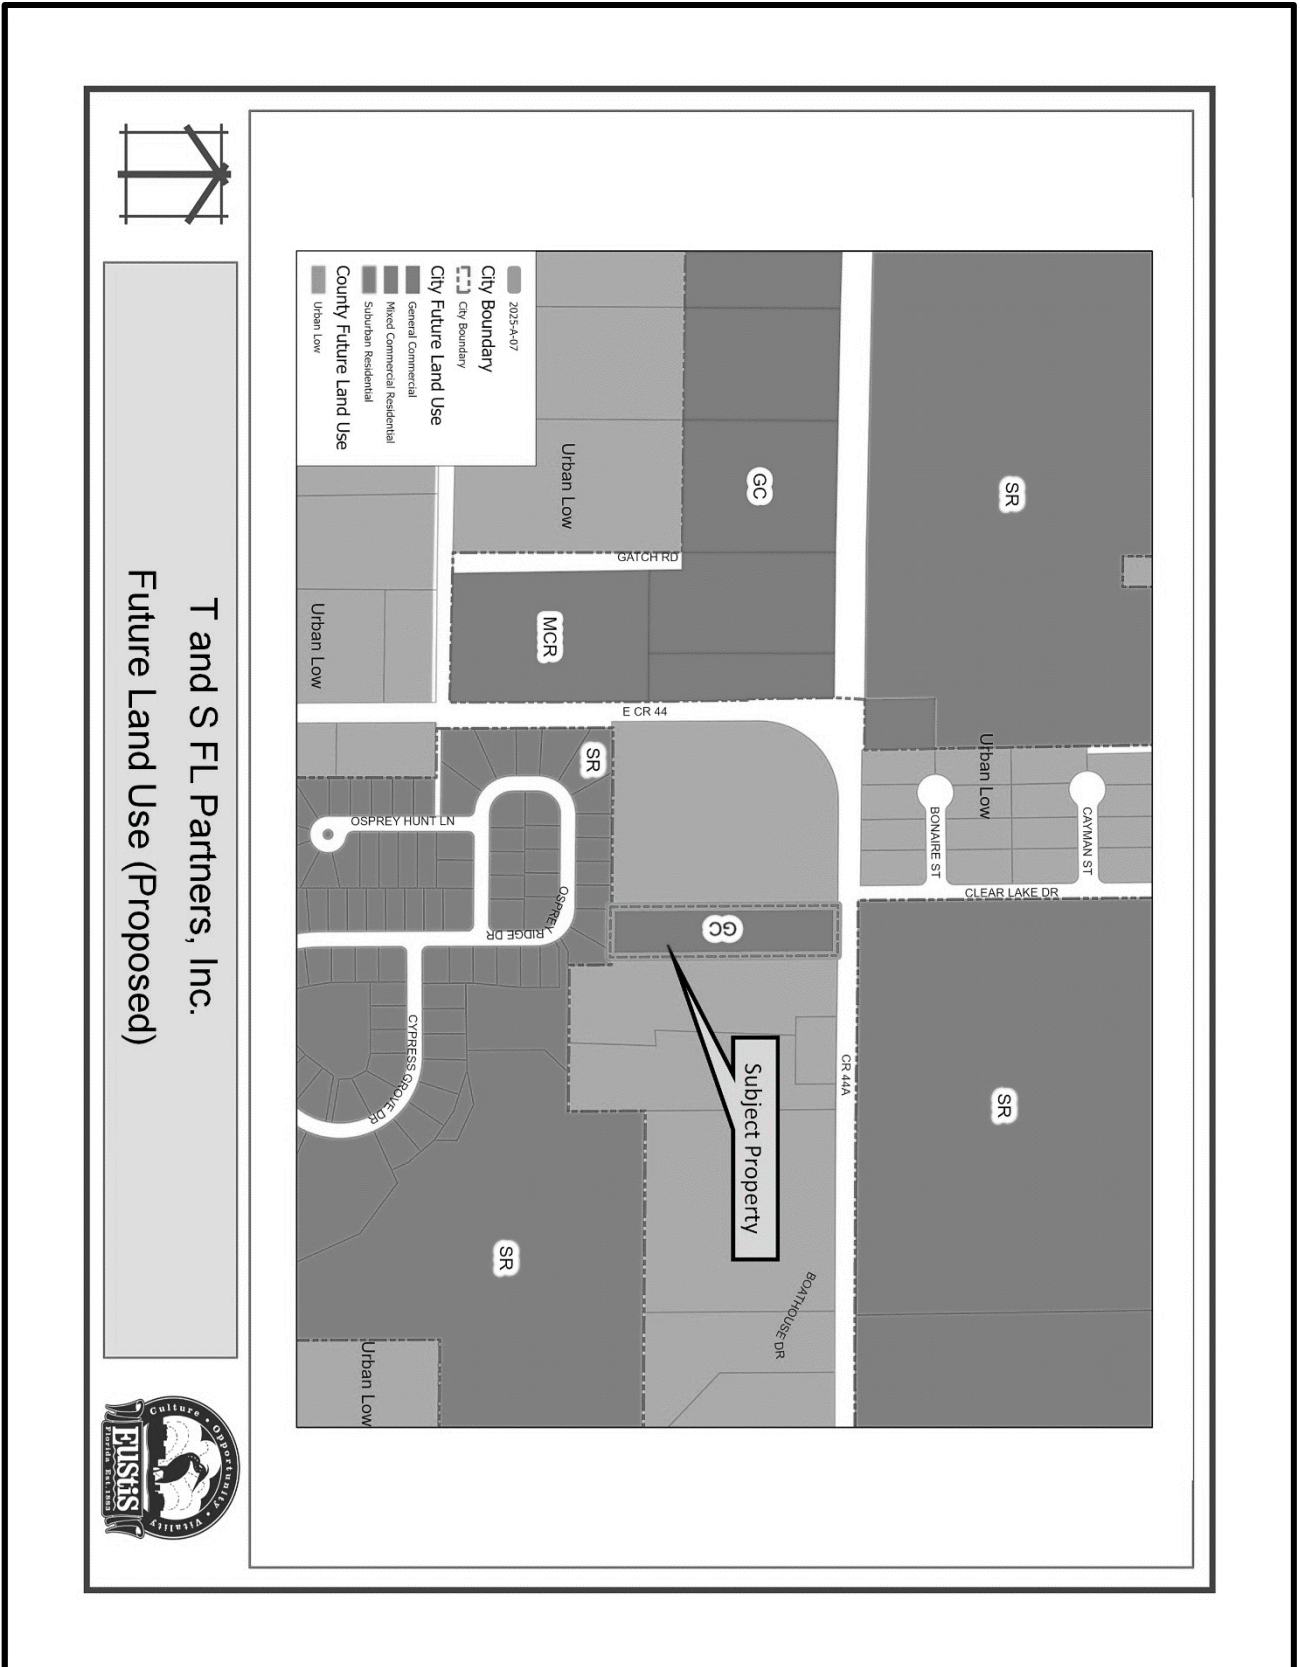 SR
SR
Urban Low
CAYMAN ST
BONAIRE ST
CLEAR LAKE DR
CR 44A
GC
GC
Subject Property
BOATHOUSE DR
GATCH RD
Urban Low
MCR
E CR 44
SR
OSPREY RIDGE DR
OSPREY HUNT LN
CYPRESS GROVE DR
SR
Urban Low
Urban Low
2025-A-07
City Boundary
City Boundary
City Future Land Use
General Commercial
Mixed Commercial Residential
Suburban Residential
County Future Land Use
Urban Low
T and S FL Partners, Inc.
Future Land Use (Proposed)
Culture • Opportunity • Vitality
EUSTIS
Florida Est.1883